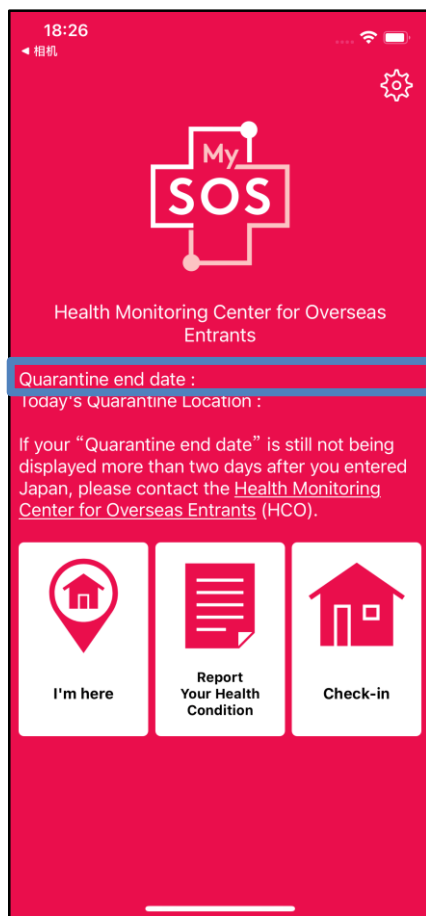 18:26
◀ 相机
My
SOS
Health Monitoring Center for Overseas
Entrants
Quarantine end date :
Today's Quarantine Location :
If your “Quarantine end date” is still not being
displayed more than two days after you entered
Japan, please contact the Health Monitoring
Center for Overseas Entrants (HCO).
I'm here
Report
Your Health
Condition
Check-in